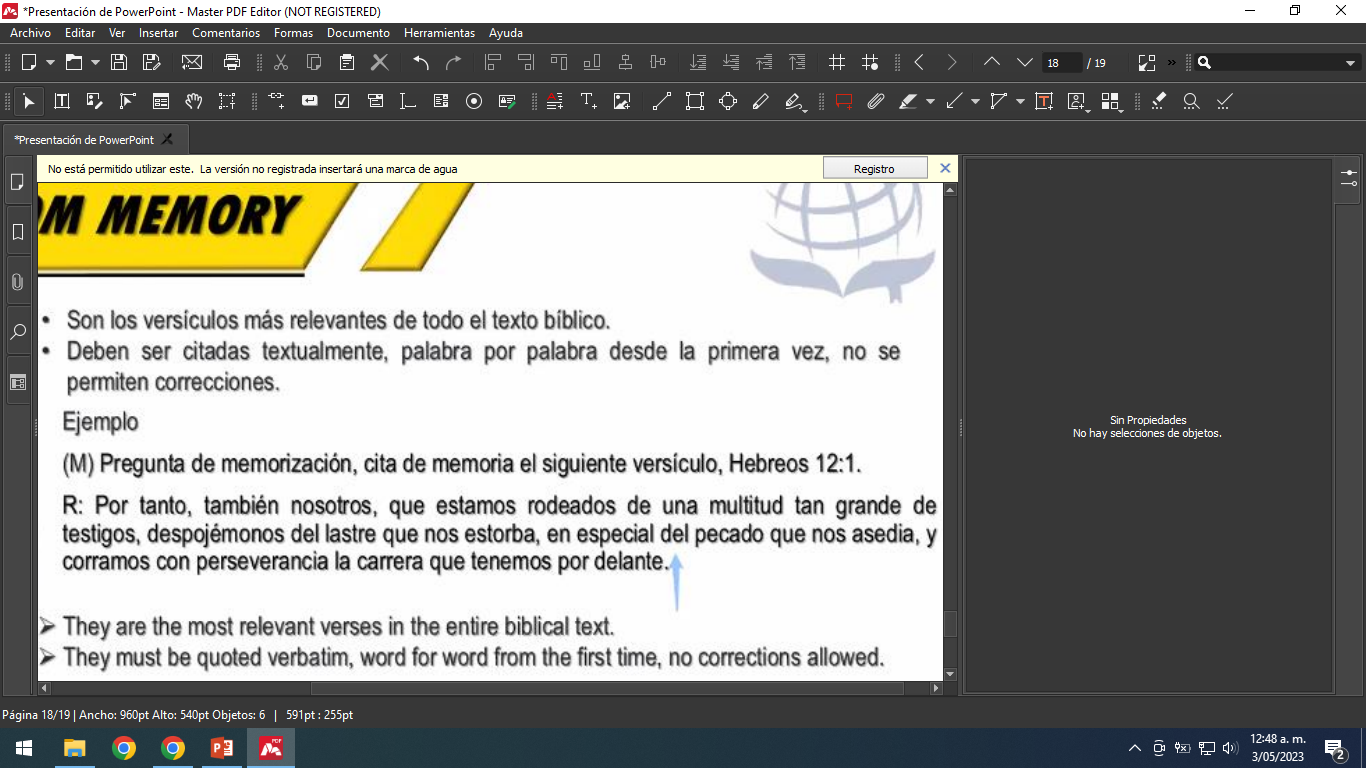 *Presentación de PowerPoint - Master PDF Editor (NOT REGISTERED)
Archivo Editar Ver Insertar Comentarios Formas Documento Herramientas Ayuda
18 / 19
*Presentación de PowerPoint
No está permitido utilizar este. La versión no registrada insertará una marca de agua
Registro
OM MEMORY
• Son los versículos más relevantes de todo el texto bíblico.
• Deben ser citadas textualmente, palabra por palabra desde la primera vez, no se
permiten correcciones.
Ejemplo
(M) Pregunta de memorización, cita de memoria el siguiente versículo, Hebreos 12:1.
R: Por tanto, también nosotros, que estamos rodeados de una multitud tan grande de
testigos, despojémonos del lastre que nos estorba, en especial del pecado que nos asedia, y
corramos con perseverancia la carrera que tenemos por delante.
➢ They are the most relevant verses in the entire biblical text.
➢ They must be quoted verbatim, word for word from the first time, no corrections allowed.
Sin Propiedades
No hay selecciones de objetos.
Página 18/19 | Ancho: 960pt Alto: 540pt Objetos: 6 | 591pt : 255pt
12:48 a. m.
3/05/2023
2